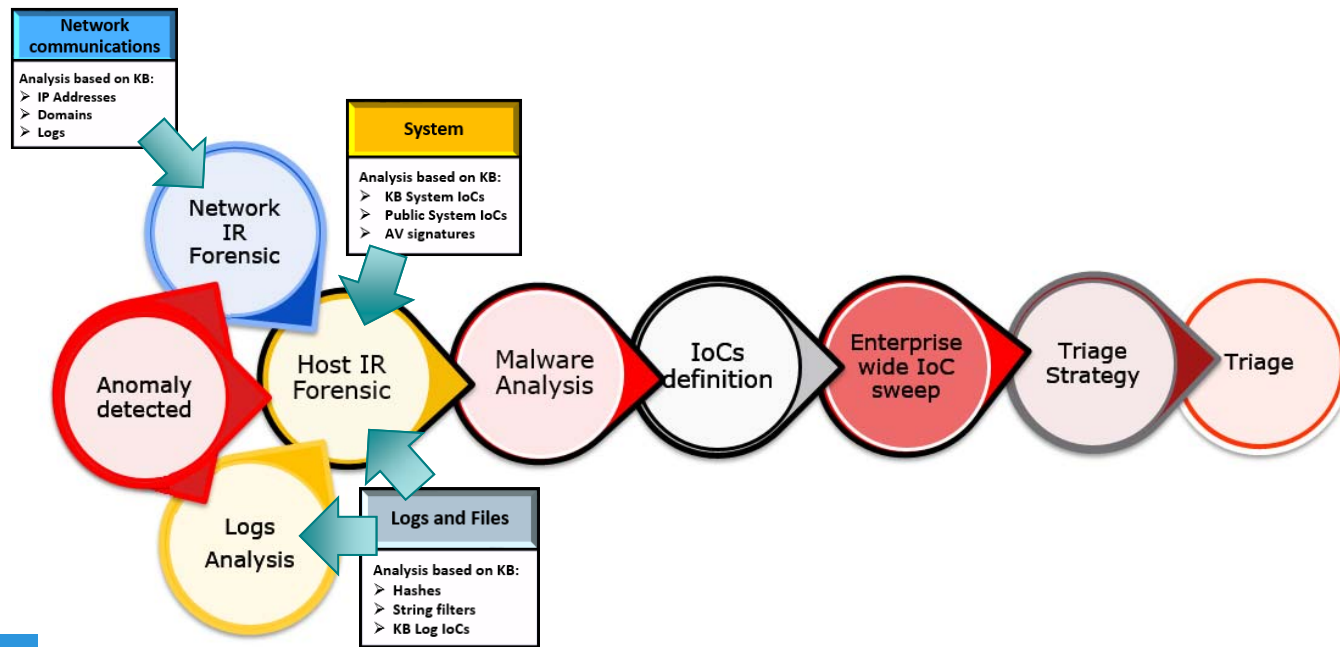 Network
communications
Analysis based on KB:
➢ IP Addresses
➢ Domains
➢ Logs
System
Analysis based on KB:
➢ KB System IoCs
➢ Public System IoCs
➢ AV signatures
Network
IR
Forensic
Anomaly
detected
Host IR
Forensic
Malware
Analysis
IoCs
definition
Enterprise
wide IoC
sweep
Triage
Strategy
Triage
Logs
Analysis
Logs and Files
Analysis based on KB:
➢ Hashes
➢ String filters
➢ KB Log IoCs